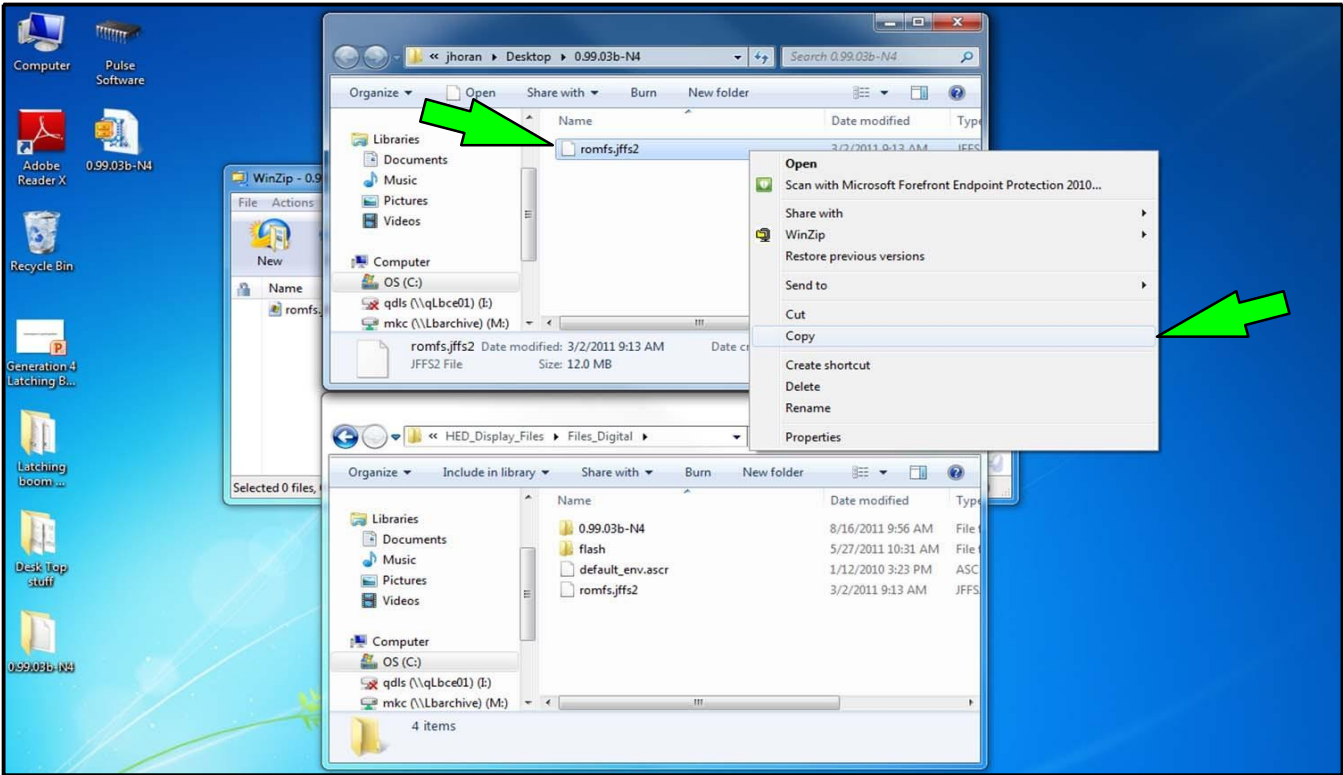 Computer
Pulse
Software
Adobe
Reader X
0.99.03b-N4
Recycle Bin
Generation 4
Latching B...
Latching
boom ...
Desk Top
stuff
0.99.03b-N4
WinZip - 0.9
File Actions
New
Name
romfs.
Selected 0 files,
« jhoran Desktop 0.99.03b-N4
Search 0.99.03b-N4
Organize Open Share with Burn New folder
Name Date modified Type
Libraries
Documents
Music
Pictures
Videos
Computer
OS (C:)
qdls (\\qLbce01) (I:)
mkc (\\Lbarchive) (M:)
romfs.jffs2 3/2/2011 9:13 AM JFFS
romfs.jffs2 Date modified: 3/2/2011 9:13 AM Date cr
JFFS2 File Size: 12.0 MB
Open
Scan with Microsoft Forefront Endpoint Protection 2010...
Share with
WinZip
Restore previous versions
Send to
Cut
Copy
Create shortcut
Delete
Rename
Properties
« HED_Display_Files Files_Digital
Organize Include in library Share with Burn New folder
Name Date modified Type
Libraries
Documents
Music
Pictures
Videos
Computer
OS (C:)
qdls (\\qLbce01) (I:)
mkc (\\Lbarchive) (M:)
0.99.03b-N4 8/16/2011 9:56 AM File f
flash 5/27/2011 10:31 AM File f
default_env.ascr 1/12/2010 3:23 PM ASC
romfs.jffs2 3/2/2011 9:13 AM JFFS
4 items